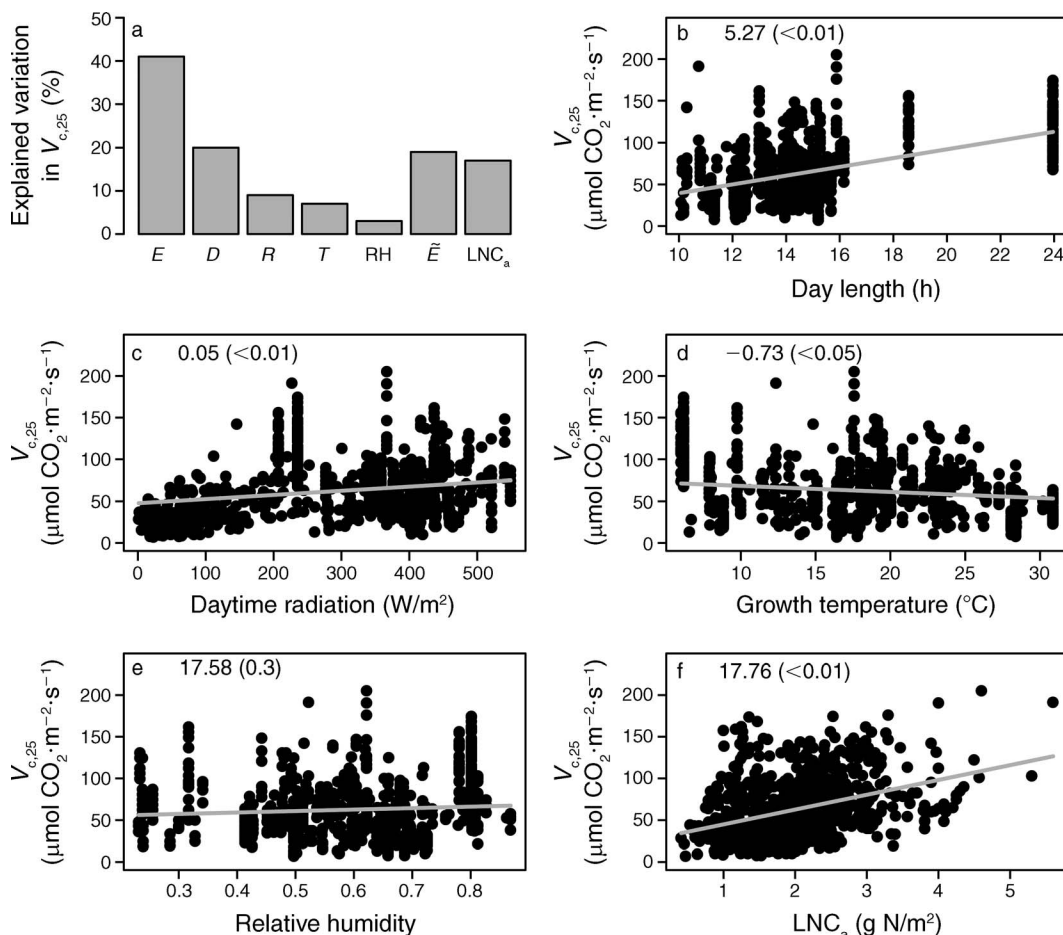 a
Explained variation
in Vc,25 (%)
50
40
30
20
10
0
E D R T RH Ẽ LNCa
b 5.27 (<0.01)
Vc,25
(μmol CO2·m−2·s−1)
200
150
100
50
0
10 12 14 16 18 20 22 24
Day length (h)
c 0.05 (<0.01)
Vc,25
(μmol CO2·m−2·s−1)
200
150
100
50
0
0 100 200 300 400 500
Daytime radiation (W/m²)
d −0.73 (<0.05)
Vc,25
(μmol CO2·m−2·s−1)
200
150
100
50
0
10 15 20 25 30
Growth temperature (°C)
e 17.58 (0.3)
Vc,25
(μmol CO2·m−2·s−1)
200
150
100
50
0
0.3 0.4 0.5 0.6 0.7 0.8
Relative humidity
f 17.76 (<0.01)
Vc,25
(μmol CO2·m−2·s−1)
200
150
100
50
0
1 2 3 4 5
LNCa (g N/m²)